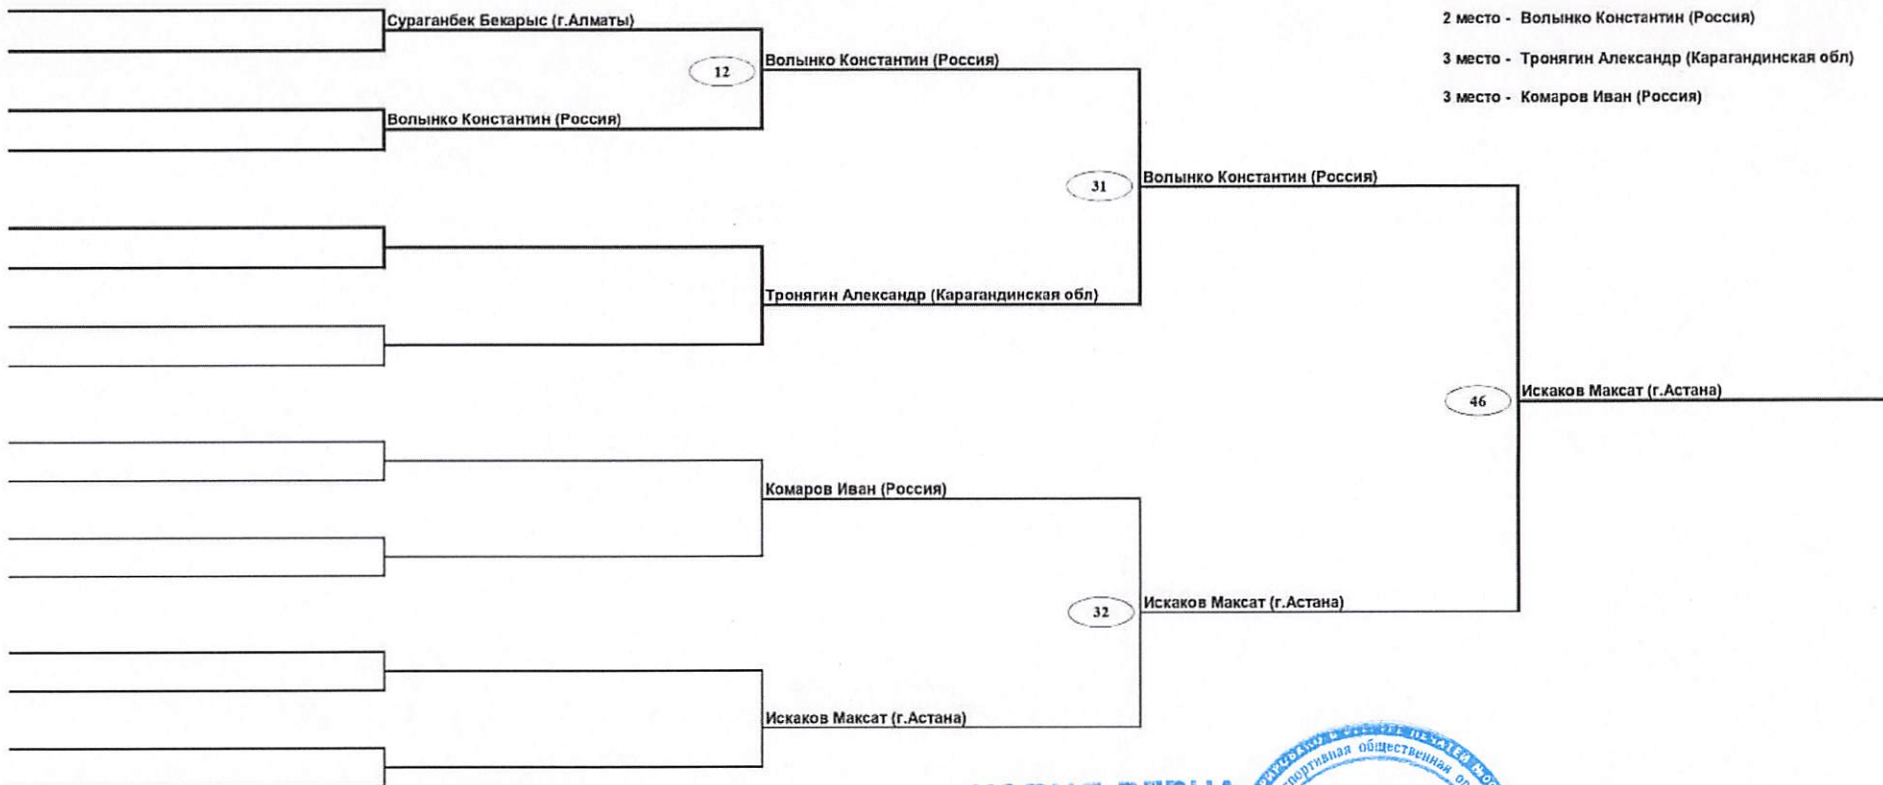 Сураганбек Бекарыс (г.Алматы)
2 место - Волынко Константин (Россия)
12
Волынко Константин (Россия)
3 место - Тронягин Александр (Карагандинская обл)
3 место - Комаров Иван (Россия)
Волынко Константин (Россия)
31
Волынко Константин (Россия)
Тронягин Александр (Карагандинская обл)
46
Искаков Максат (г.Астана)
Комаров Иван (Россия)
32
Искаков Максат (г.Астана)
Искаков Максат (г.Астана)
общественная